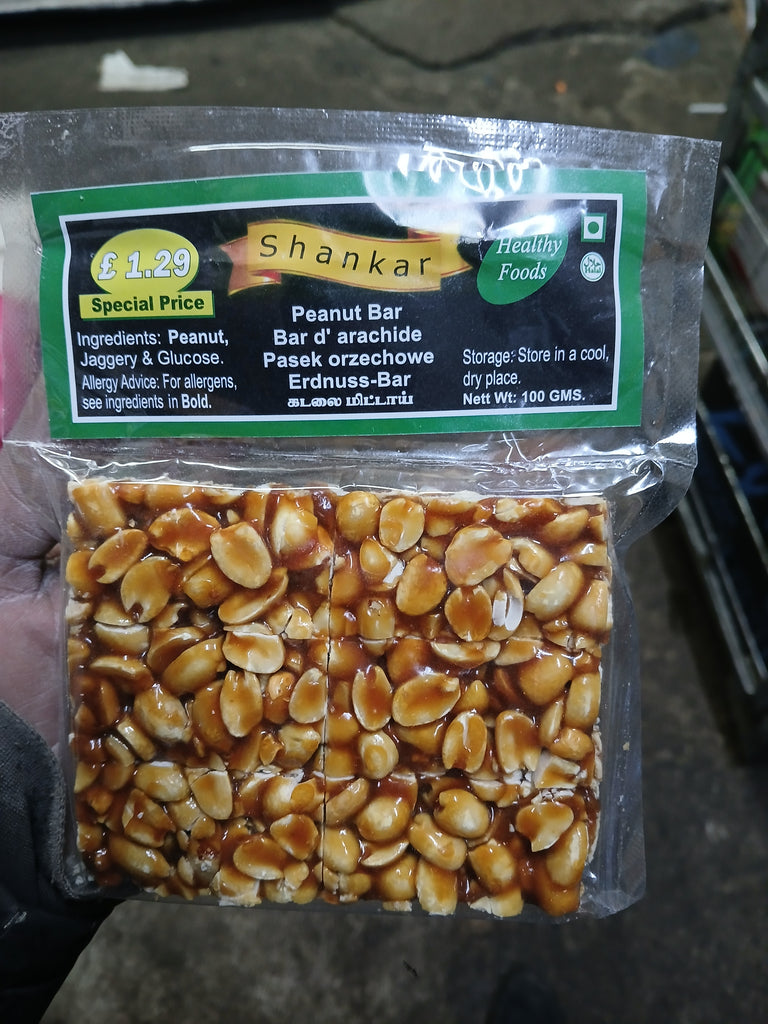 £ 1.29
Special Price
Shankar
Healthy
Foods
Peanut Bar
Bar d' arachide
Pasek orzechowe
Erdnuss-Bar
கடலை மிட்டாய்
Ingredients: Peanut,
Jaggery & Glucose.
Allergy Advice: For allergens,
see ingredients in Bold.
Storage: Store in a cool,
dry place.
Nett Wt: 100 GMS.